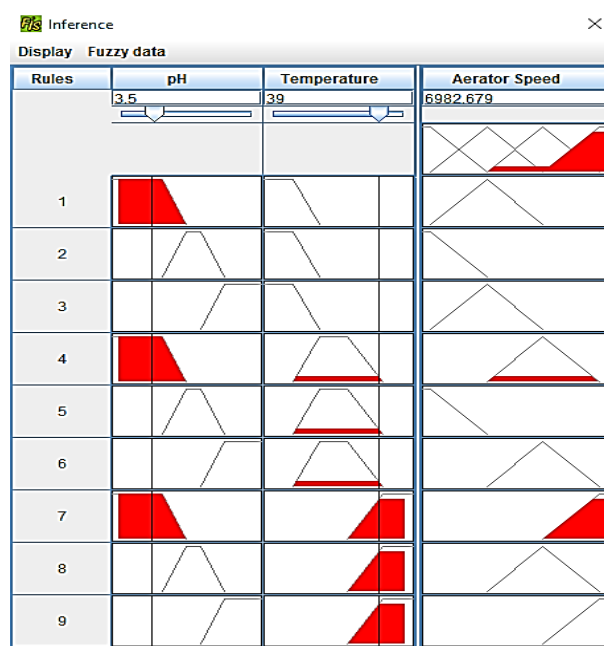 Fis Inference
Display Fuzzy data
Rules pH Temperature Aerator Speed
3.5 39 6982.679
1
2
3
4
5
6
7
8
9